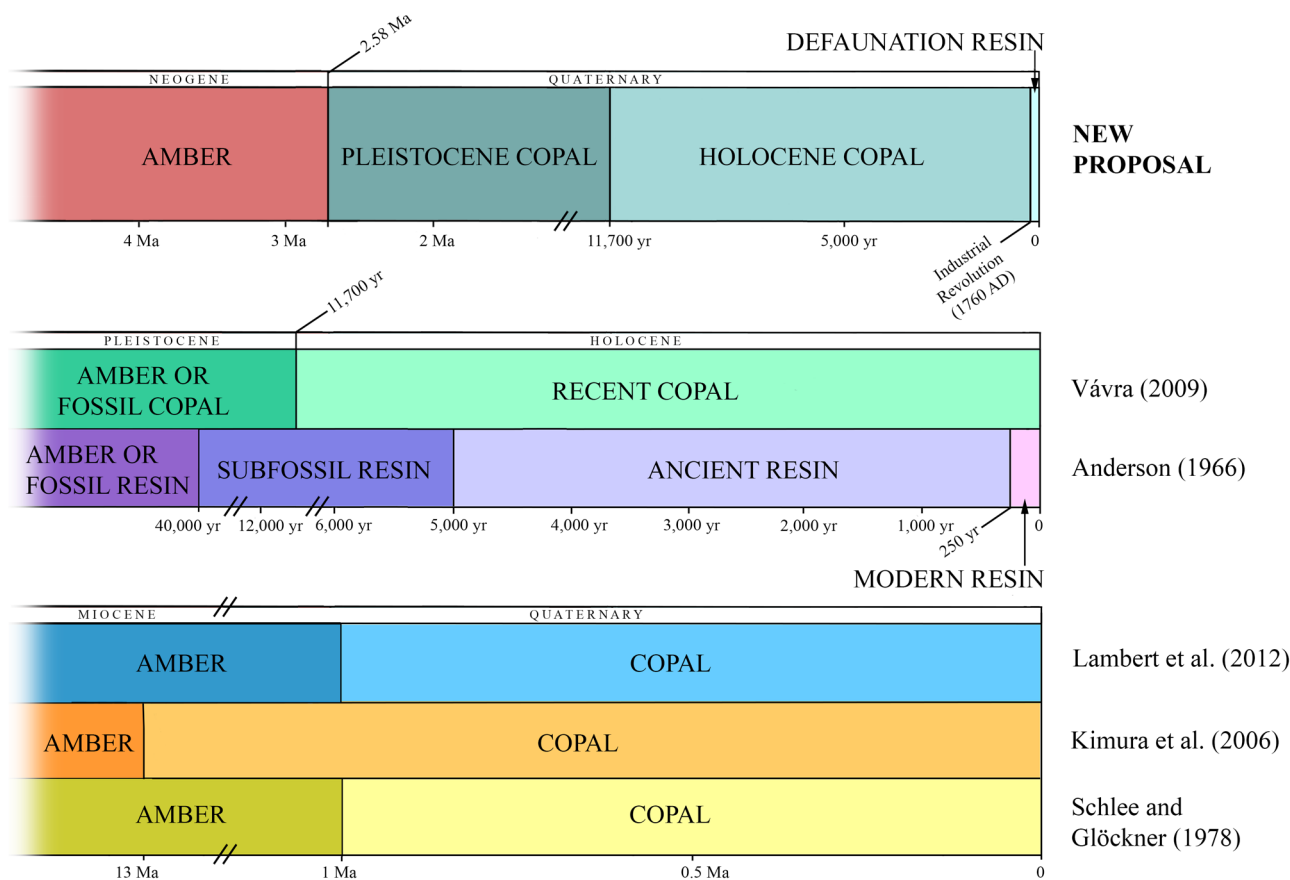 2.58 Ma
DEFAUNATION RESIN
NEOGENE
QUATERNARY
AMBER
PLEISTOCENE COPAL
HOLOCENE COPAL
NEW
PROPOSAL
4 Ma
3 Ma
2 Ma
11,700 yr
5,000 yr
0
Industrial
Revolution
(1760 AD)
11,700 yr
PLEISTOCENE
HOLOCENE
AMBER OR
FOSSIL COPAL
RECENT COPAL
Vávra (2009)
AMBER OR
FOSSIL RESIN
SUBFOSSIL RESIN
ANCIENT RESIN
Anderson (1966)
40,000 yr
12,000 yr
6,000 yr
5,000 yr
4,000 yr
3,000 yr
2,000 yr
1,000 yr
250 yr
0
MODERN RESIN
MIOCENE
QUATERNARY
AMBER
COPAL
Lambert et al. (2012)
AMBER
COPAL
Kimura et al. (2006)
AMBER
COPAL
Schlee and
Glöckner (1978)
13 Ma
1 Ma
0.5 Ma
0